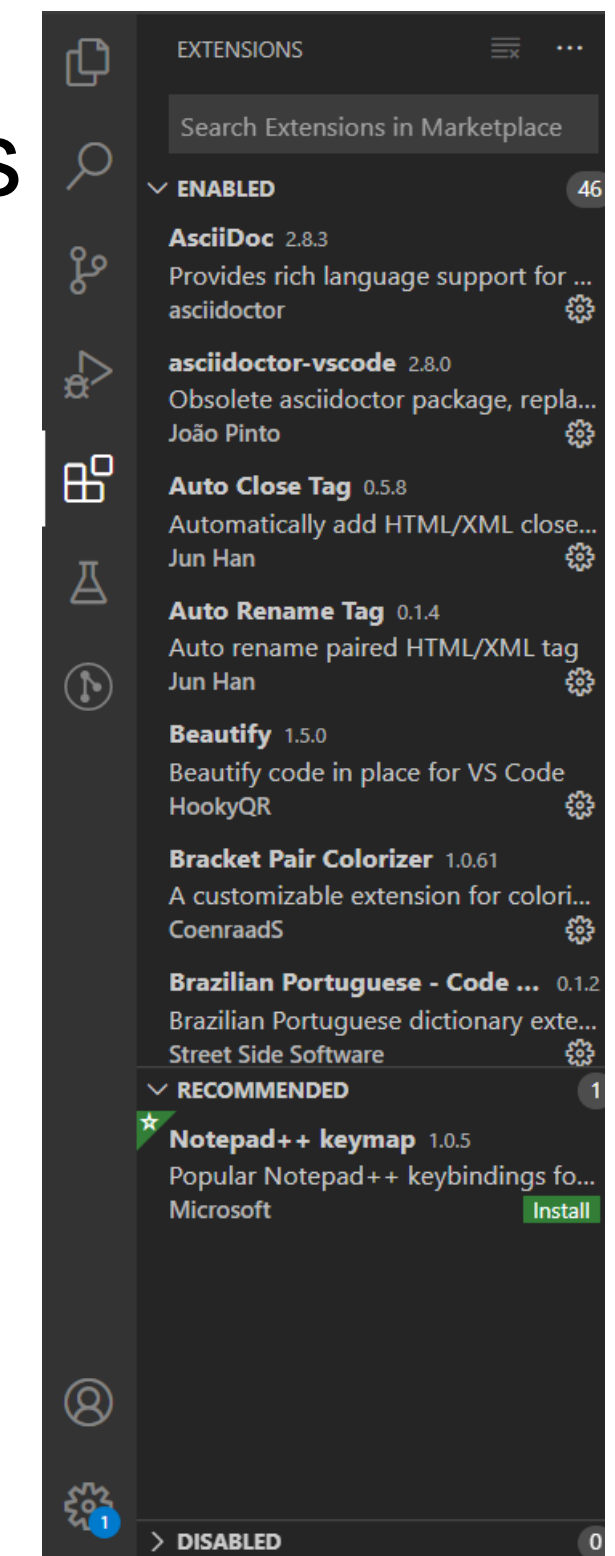 s
EXTENSIONS
Search Extensions in Marketplace
ENABLED 46
AsciiDoc 2.8.3
Provides rich language support for ...
asciidoctor
asciidoctor-vscode 2.8.0
Obsolete asciidoctor package, repla...
João Pinto
Auto Close Tag 0.5.8
Automatically add HTML/XML close...
Jun Han
Auto Rename Tag 0.1.4
Auto rename paired HTML/XML tag
Jun Han
Beautify 1.5.0
Beautify code in place for VS Code
HookyQR
Bracket Pair Colorizer 1.0.61
A customizable extension for colori...
CoenraadS
Brazilian Portuguese - Code ... 0.1.2
Brazilian Portuguese dictionary exte...
Street Side Software
RECOMMENDED 1
Notepad++ keymap 1.0.5
Popular Notepad++ keybindings fo...
Microsoft Install
1
DISABLED 0